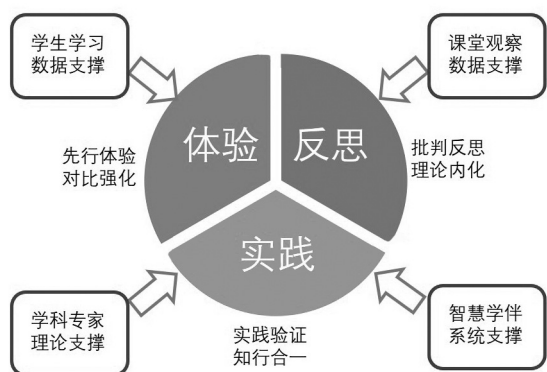 学生学习
数据支撑
课堂观察
数据支撑
体验
反思
先行体验
对比强化
批判反思
理论内化
实践
学科专家
理论支撑
实践验证
知行合一
智慧学伴
系统支撑